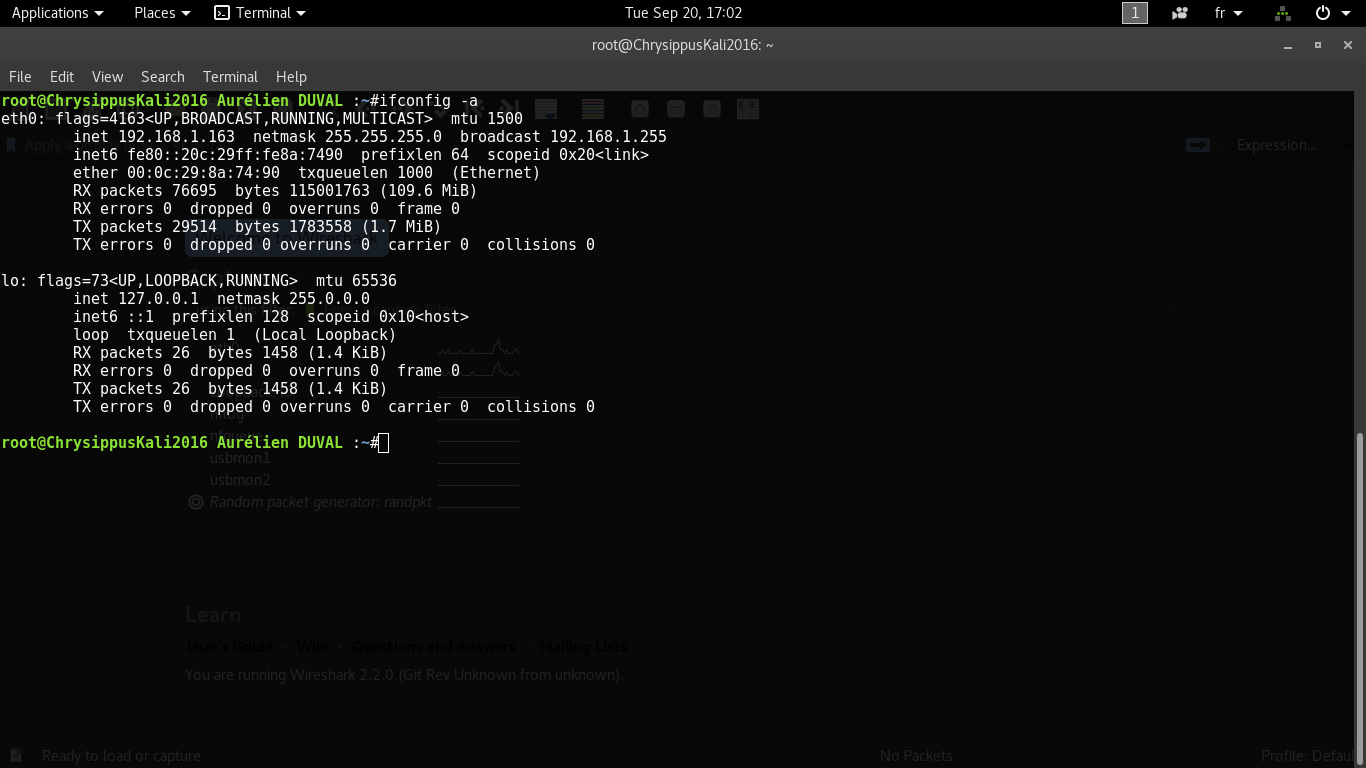 Applications Places Terminal Tue Sep 20, 17:02 1 fr
root@ChrysippusKali2016: ~
File Edit View Search Terminal Help
root@ChrysippusKali2016 Aurélien DUVAL :~#ifconfig -a
eth0: flags=4163<UP,BROADCAST,RUNNING,MULTICAST>  mtu 1500
        inet 192.168.1.163  netmask 255.255.255.0  broadcast 192.168.1.255
        inet6 fe80::20c:29ff:fe8a:7490  prefixlen 64  scopeid 0x20<link>
        ether 00:0c:29:8a:74:90  txqueuelen 1000  (Ethernet)
        RX packets 76695  bytes 115001763 (109.6 MiB)
        RX errors 0  dropped 0  overruns 0  frame 0
        TX packets 29514  bytes 1783558 (1.7 MiB)
        TX errors 0  dropped 0 overruns 0  carrier 0  collisions 0
lo: flags=73<UP,LOOPBACK,RUNNING>  mtu 65536
        inet 127.0.0.1  netmask 255.0.0.0
        inet6 ::1  prefixlen 128  scopeid 0x10<host>
        loop  txqueuelen 1  (Local Loopback)
        RX packets 26  bytes 1458 (1.4 KiB)
        RX errors 0  dropped 0  overruns 0  frame 0
        TX packets 26  bytes 1458 (1.4 KiB)
        TX errors 0  dropped 0 overruns 0  carrier 0  collisions 0
root@ChrysippusKali2016 Aurélien DUVAL :~#
Expression...
usbmon1
usbmon2
Random packet generator: randpkt
Learn
User's Guide · Wiki · Questions and Answers · Mailing Lists
You are running Wireshark 2.2.0 (Git Rev Unknown from unknown).
Ready to load or capture No Packets Profile: Defaul